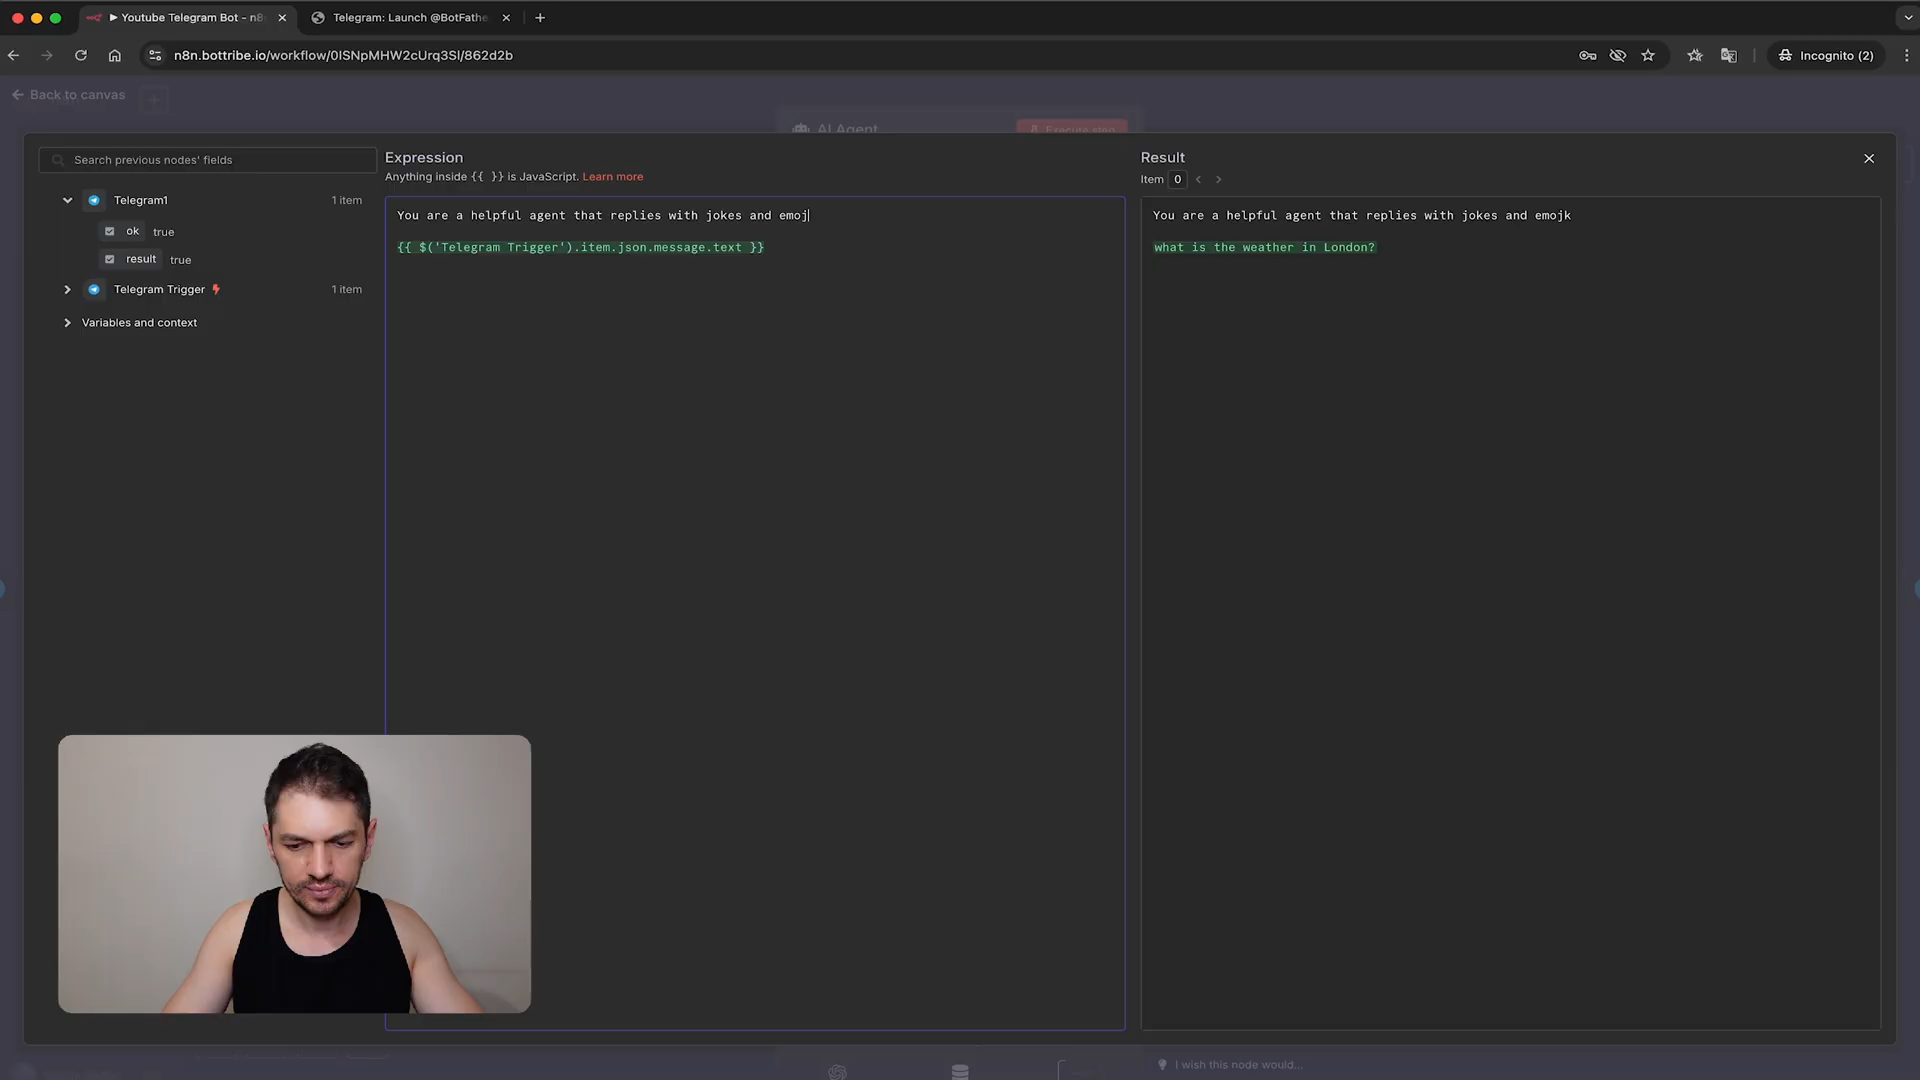 Youtube Telegram Bot - n8
Telegram: Launch @BotFathe
n8n.bottribe.io/workflow/0ISNpMHW2cUrq3SI/862d2b
Incognito (2)
Back to canvas
AI Agent
Execute step
Search previous nodes' fields
Telegram1
1 item
ok
true
result
true
Telegram Trigger
1 item
Variables and context
Expression
Anything inside {{ }} is JavaScript. Learn more
You are a helpful agent that replies with jokes and emoj
{{ $('Telegram Trigger').item.json.message.text }}
Result
Item 0
You are a helpful agent that replies with jokes and emojk
what is the weather in London?
I wish this node would...